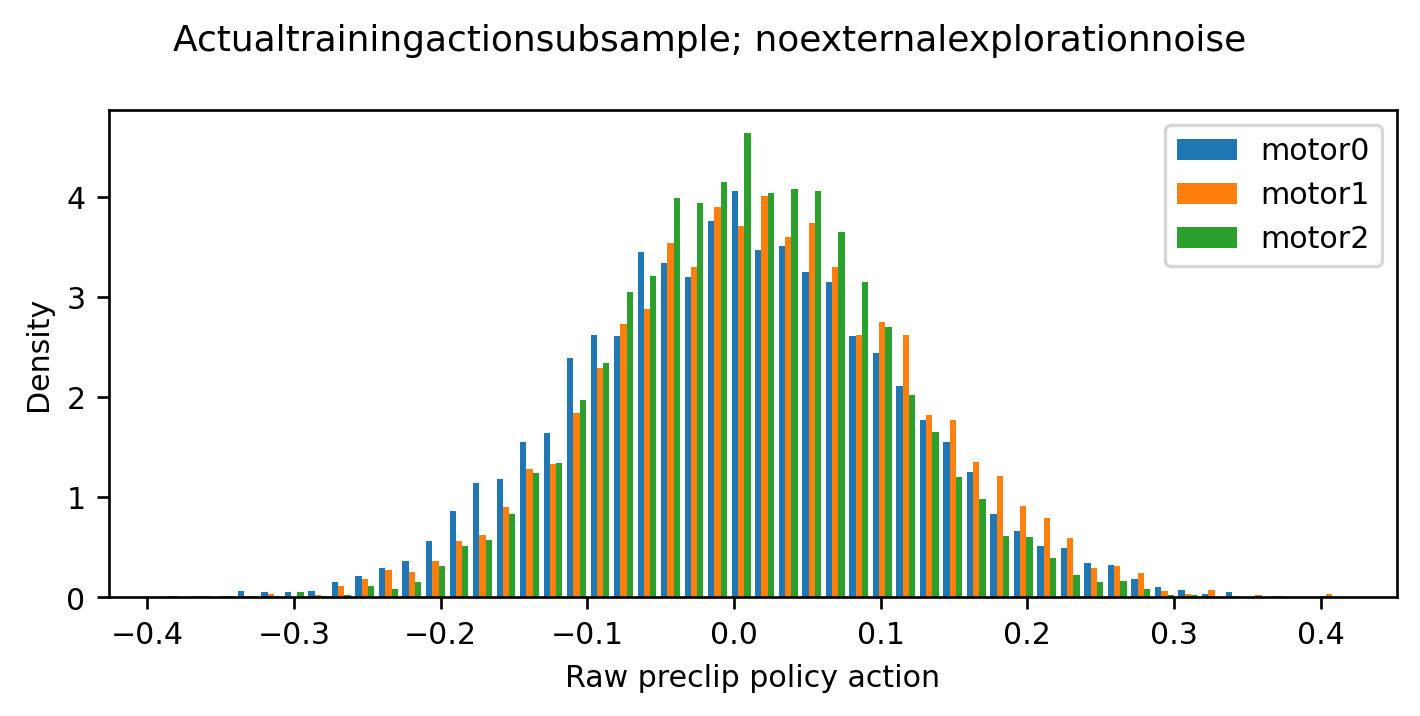 Actualtrainingactionsubsample; noexternalexplorationnoise
motor0
motor1
motor2
Density
4
3
2
1
0
−0.4 −0.3 −0.2 −0.1 0.0 0.1 0.2 0.3 0.4
Raw preclip policy action